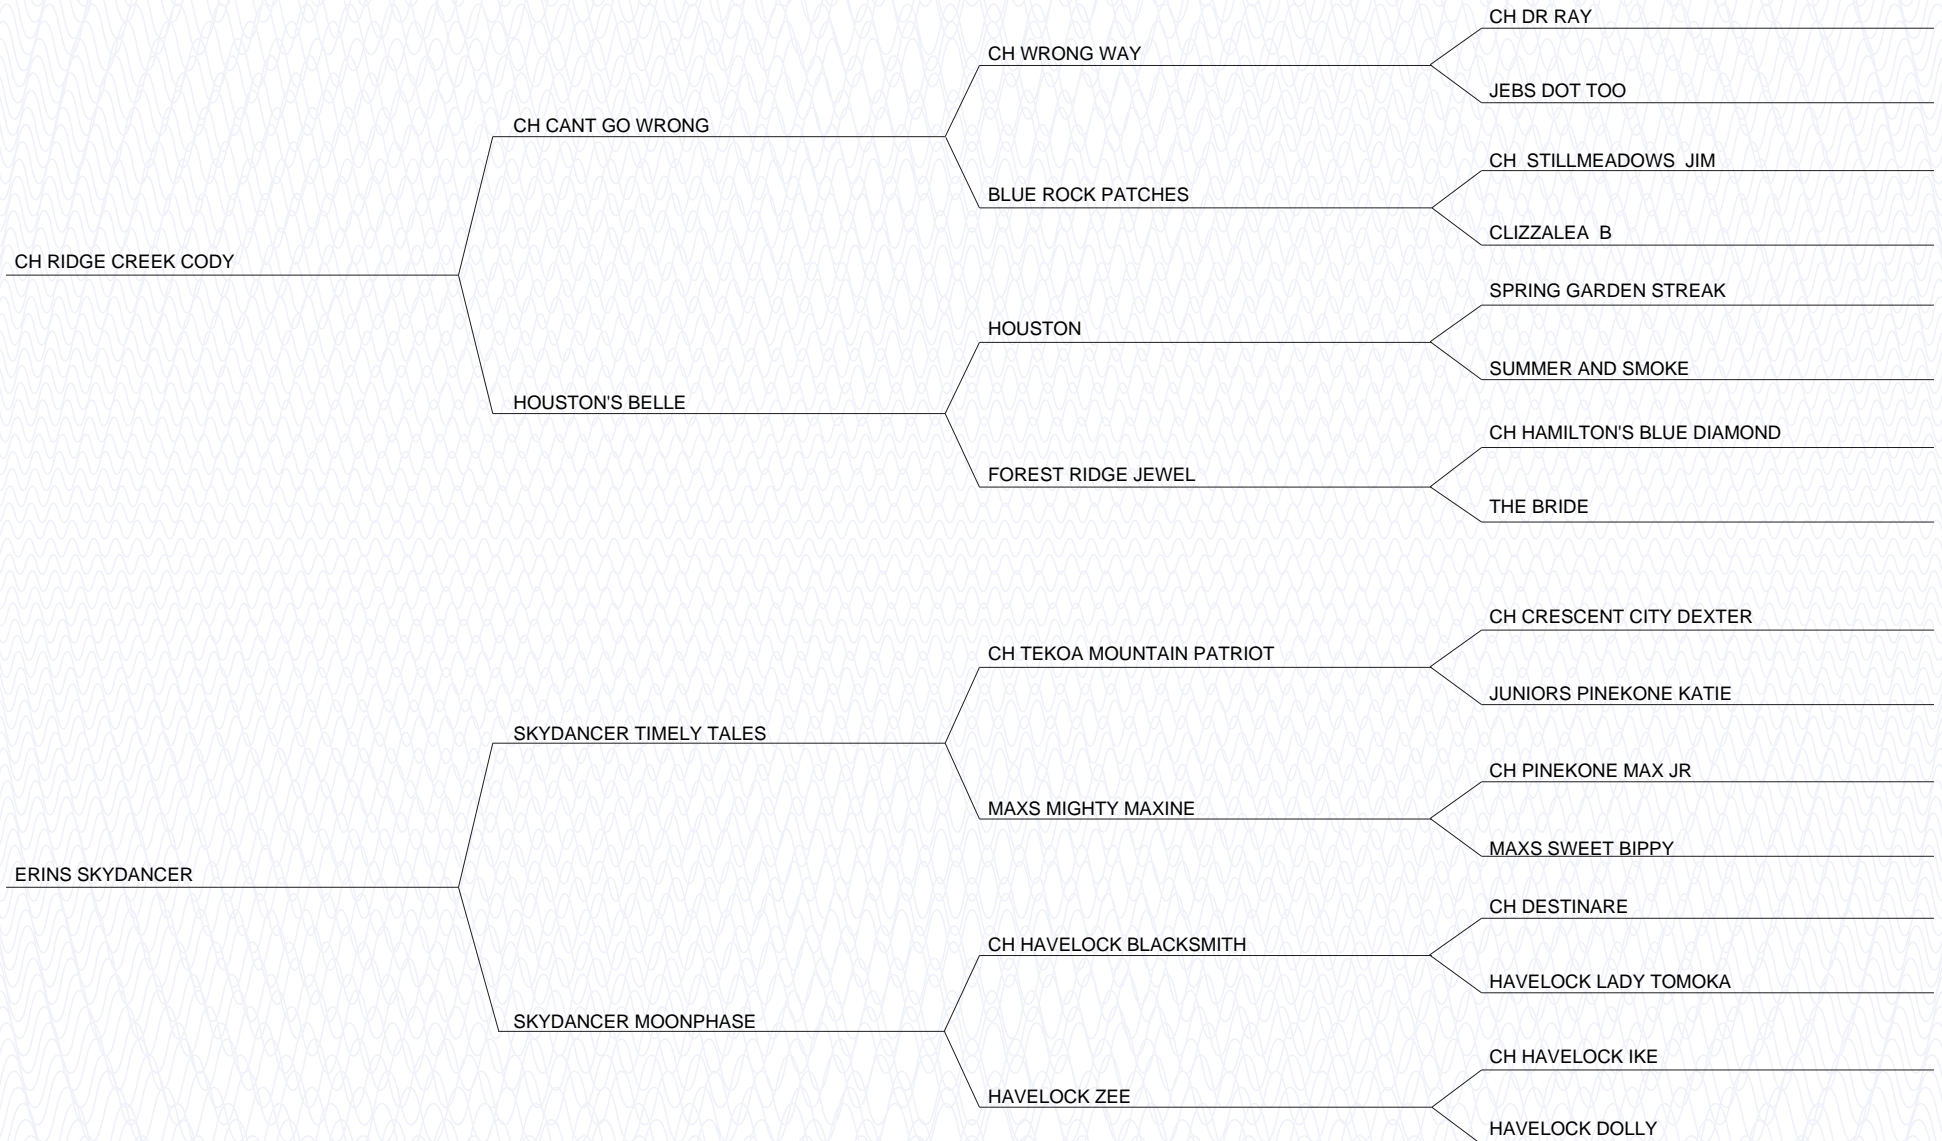 CH DR RAY
CH WRONG WAY
JEBS DOT TOO
CH CANT GO WRONG
CH  STILLMEADOWS  JIM
BLUE ROCK PATCHES
CLIZZALEA  B
CH RIDGE CREEK CODY
SPRING GARDEN STREAK
HOUSTON
SUMMER AND SMOKE
HOUSTON'S BELLE
CH HAMILTON'S BLUE DIAMOND
FOREST RIDGE JEWEL
THE BRIDE
CH CRESCENT CITY DEXTER
CH TEKOA MOUNTAIN PATRIOT
JUNIORS PINEKONE KATIE
SKYDANCER TIMELY TALES
CH PINEKONE MAX JR
MAXS MIGHTY MAXINE
MAXS SWEET BIPPY
ERINS SKYDANCER
CH DESTINARE
CH HAVELOCK BLACKSMITH
HAVELOCK LADY TOMOKA
SKYDANCER MOONPHASE
CH HAVELOCK IKE
HAVELOCK ZEE
HAVELOCK DOLLY